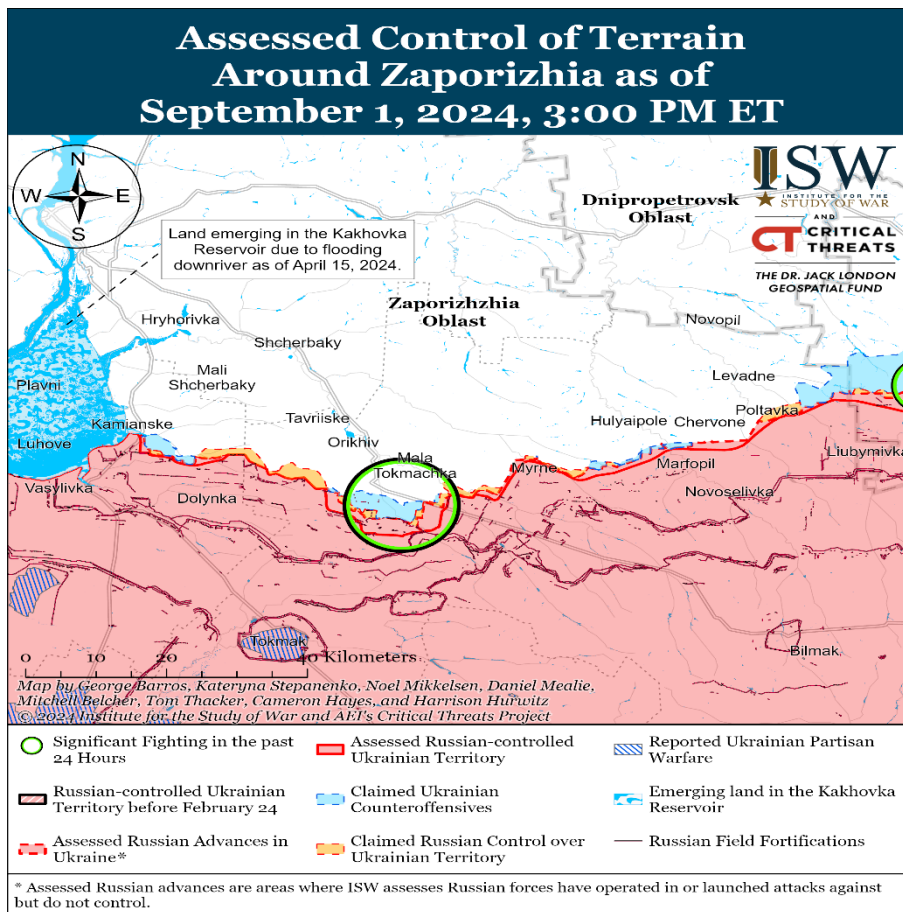 Assessed Control of Terrain
Around Zaporizhia as of
September 1, 2024, 3:00 PM ET
N
W
E
S
ISW
INSTITUTE FOR THE
STUDY OF WAR
AND
CT CRITICAL
THREATS
THE DR. JACK LONDON
GEOSPATIAL FUND
Dnipropetrovsk
Oblast
Land emerging in the Kakhovka
Reservoir due to flooding
downriver as of April 15, 2024.
Zaporizhzhia
Oblast
Hryhorivka
Novopil
Shcherbaky
Mali
Shcherbaky
Levadne
Plavni
Tavriiske
Poltavka
Kamianske
Hulyaipole
Chervone
Orikhiv
Luhove
Mala
Tokmachka
Myrne
Marfopil
Liubymivka
Vasylivka
Dolynka
Novoselivka
Tokmak
Bilmak
0 10 20 40 Kilometers
Map by George Barros, Kateryna Stepanenko, Noel Mikkelsen, Daniel Mealie,
Mitchell Belcher, Tom Thacker, Cameron Hayes, and Harrison Hurwitz
© 2024 Institute for the Study of War and AEI's Critical Threats Project
Significant Fighting in the past
24 Hours
Russian-controlled Ukrainian
Territory before February 24
Assessed Russian Advances in
Ukraine*
Assessed Russian-controlled
Ukrainian Territory
Claimed Ukrainian
Counteroffensives
Claimed Russian Control over
Ukrainian Territory
Reported Ukrainian Partisan
Warfare
Emerging land in the Kakhovka
Reservoir
Russian Field Fortifications
* Assessed Russian advances are areas where ISW assesses Russian forces have operated in or launched attacks against
but do not control.